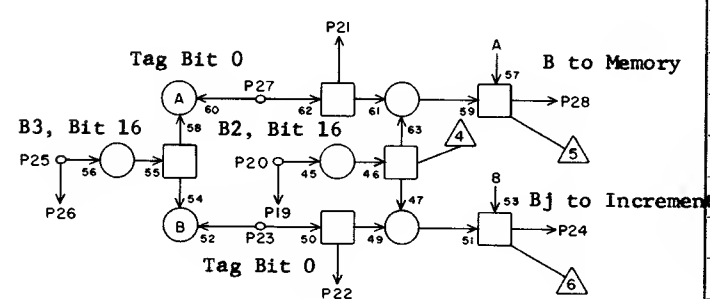 P21
Tag Bit 0
A
B to Memory
P27
57
A
60
62
61
59
P28
B3, Bit 16
58
B2, Bit 16
63
4
5
P25
56
55
P20
45
46
P26
54
P19
47
8
53
Bj to Increment
B
52
P23
50
49
51
P24
Tag Bit 0
P22
6